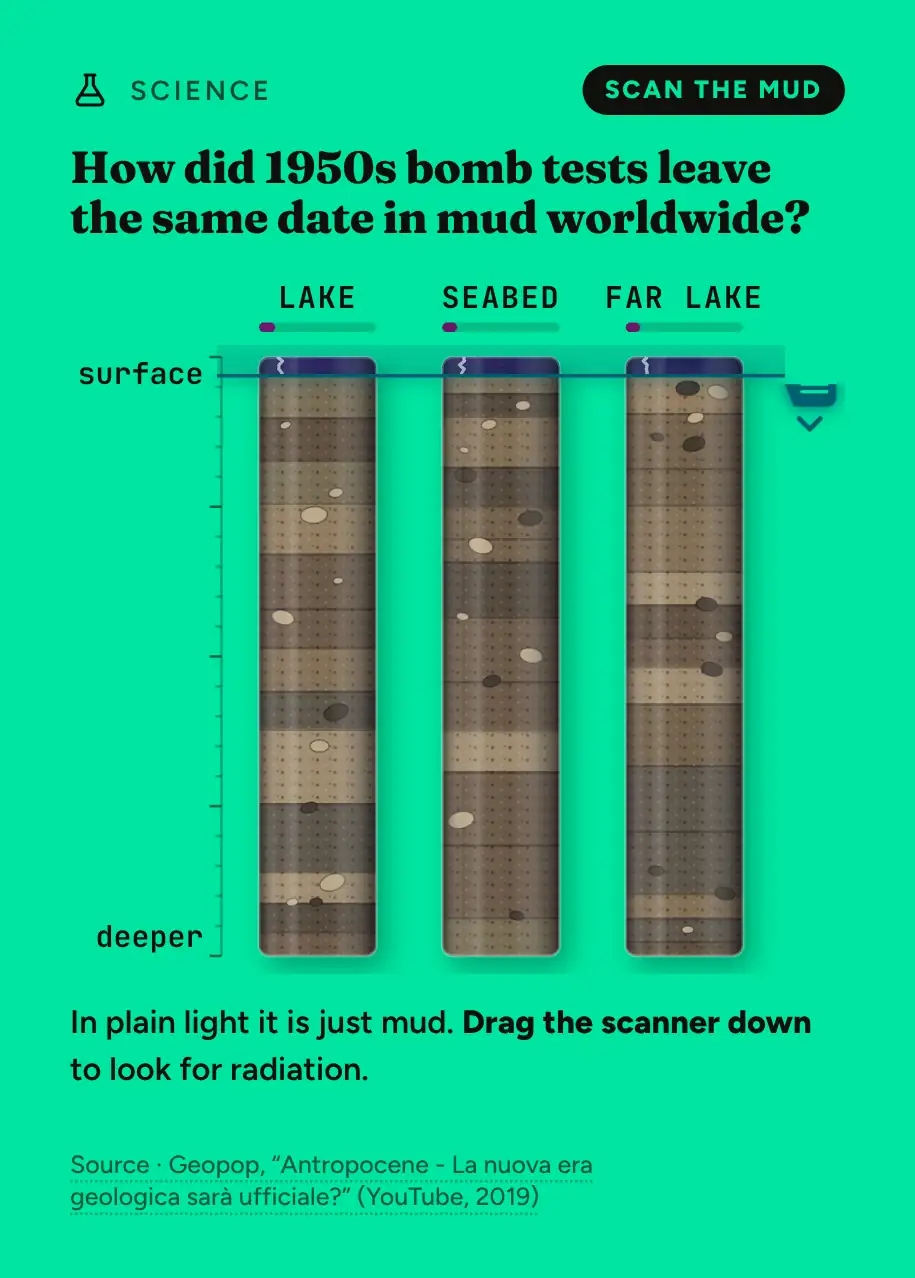 SCIENCE
SCAN THE MUD
How did 1950s bomb tests leave
the same date in mud worldwide?
LAKE
SEABED
FAR LAKE
surface
deeper
In plain light it is just mud. Drag the scanner down
to look for radiation.
Source · Geopop, “Antropocene - La nuova era
geologica sarà ufficiale?” (YouTube, 2019)